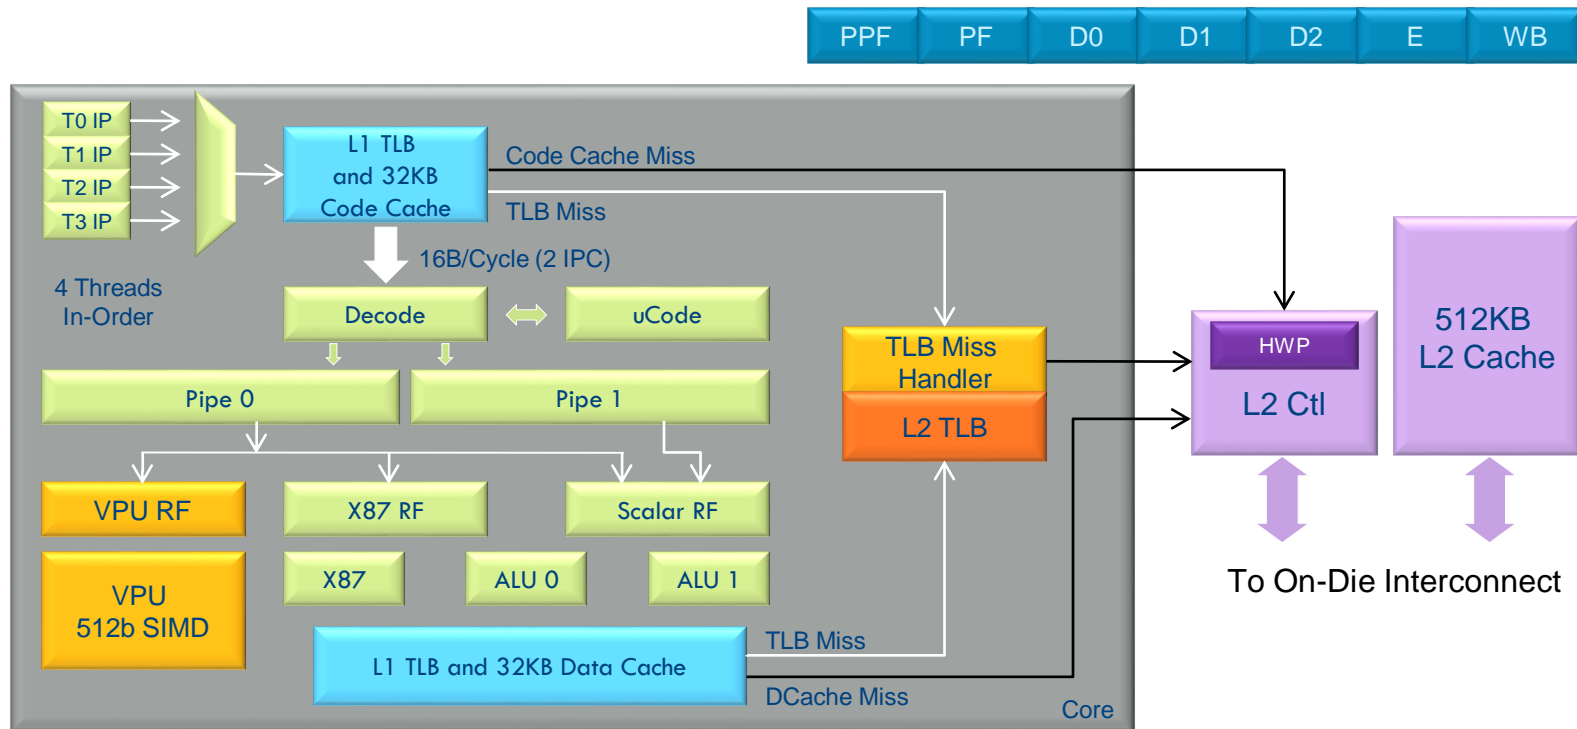 PPF PF D0 D1 D2 E WB
T0 IP
T1 IP
T2 IP
T3 IP
4 Threads
In-Order
L1 TLB
and 32KB
Code Cache
Code Cache Miss
TLB Miss
16B/Cycle (2 IPC)
Decode
uCode
Pipe 0
Pipe 1
VPU RF
X87 RF
Scalar RF
VPU
512b SIMD
X87
ALU 0
ALU 1
L1 TLB and 32KB Data Cache
TLB Miss
DCache Miss
TLB Miss
Handler
L2 TLB
Core
HWP
L2 Ctl
512KB
L2 Cache
To On-Die Interconnect